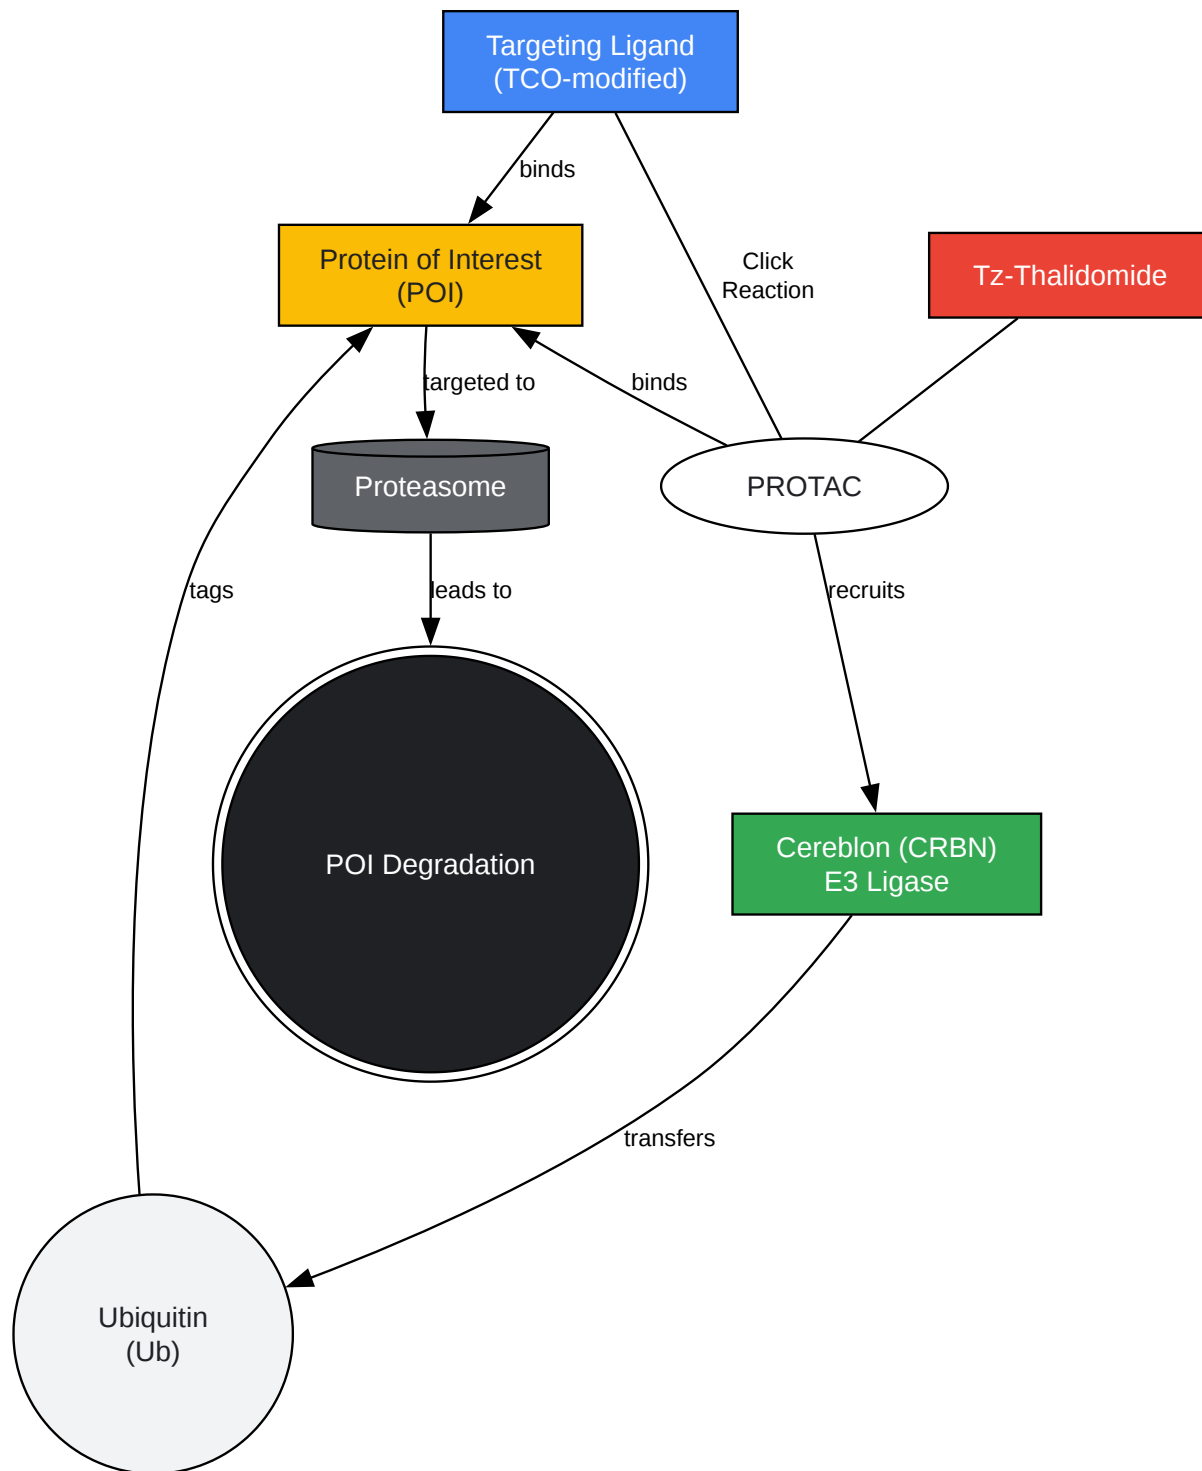 Targeting Ligand
(TCO-modified)
binds
Protein of Interest
(POI)
Click
Reaction
Tz-Thalidomide
targeted to
binds
Proteasome
PROTAC
tags
leads to
recruits
POI Degradation
Cereblon (CRBN)
E3 Ligase
transfers
Ubiquitin
(Ub)